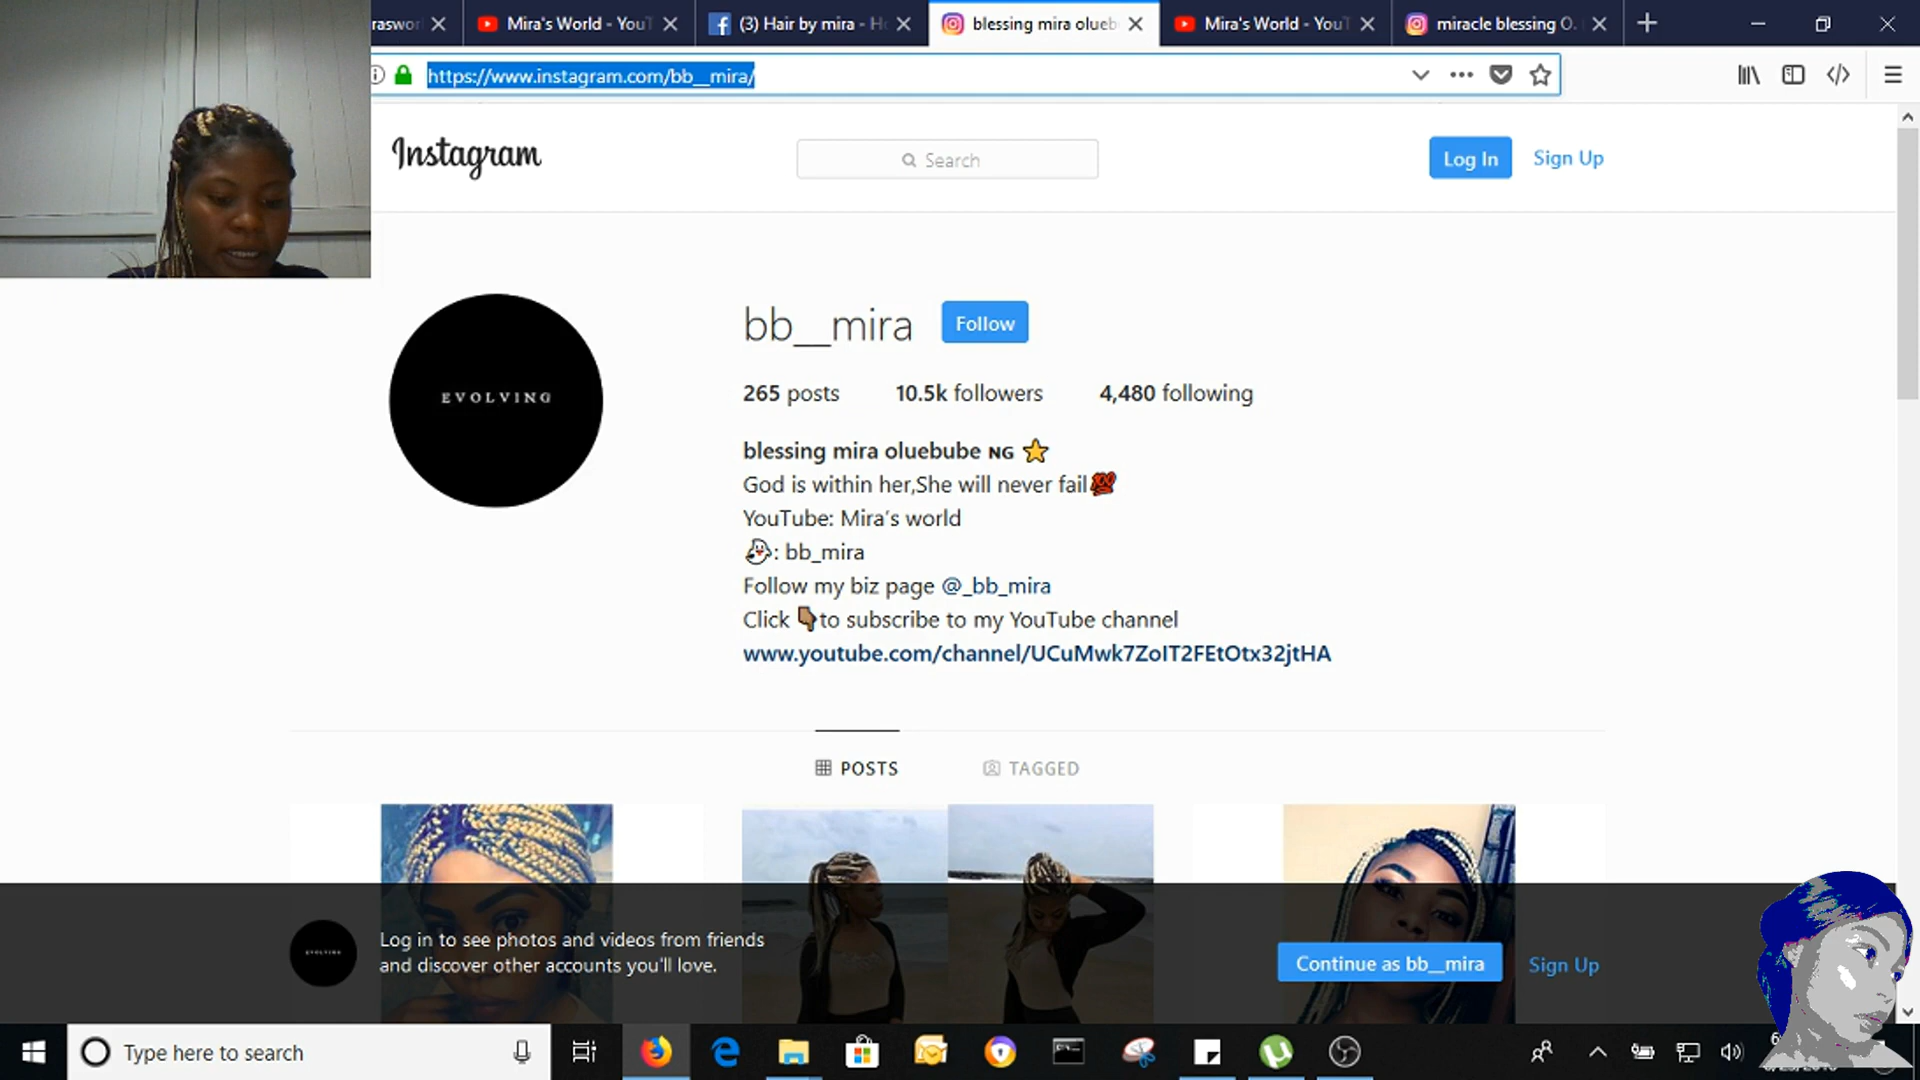 rasworl
Mira's World - YouT
(3) Hair by mira - Ho
blessing mira olueb
Mira's World - YouT
miracle blessing O.
https://www.instagram.com/bb__mira/
Instagram
Search
Log In
Sign Up
EVOLVING
bb__mira
Follow
265 posts
10.5k followers
4,480 following
blessing mira oluebube NG ⭐
God is within her,She will never fail💯
YouTube: Mira's world
👻: bb_mira
Follow my biz page @_bb_mira
Click 👇🏾to subscribe to my YouTube channel
www.youtube.com/channel/UCuMwk7ZoIT2FEtOtx32jtHA
POSTS
TAGGED
EVOLVING
Log in to see photos and videos from friends
and discover other accounts you'll love.
Continue as bb__mira
Sign Up
Type here to search